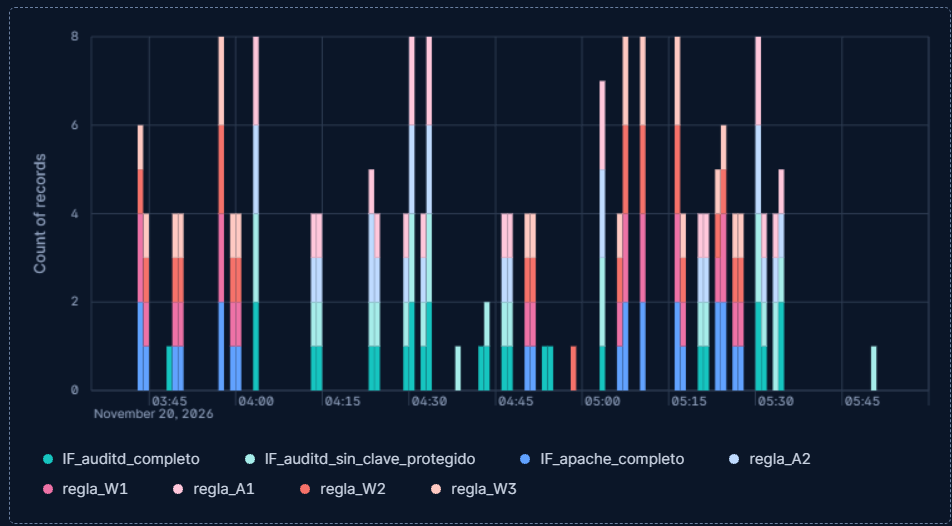 8
6
4
2
0
Count of records
03:45 04:00 04:15 04:30 04:45 05:00 05:15 05:30 05:45
November 20, 2026
IF_auditd_completo IF_auditd_sin_clave_protegido IF_apache_completo regla_A2
regla_W1 regla_A1 regla_W2 regla_W3